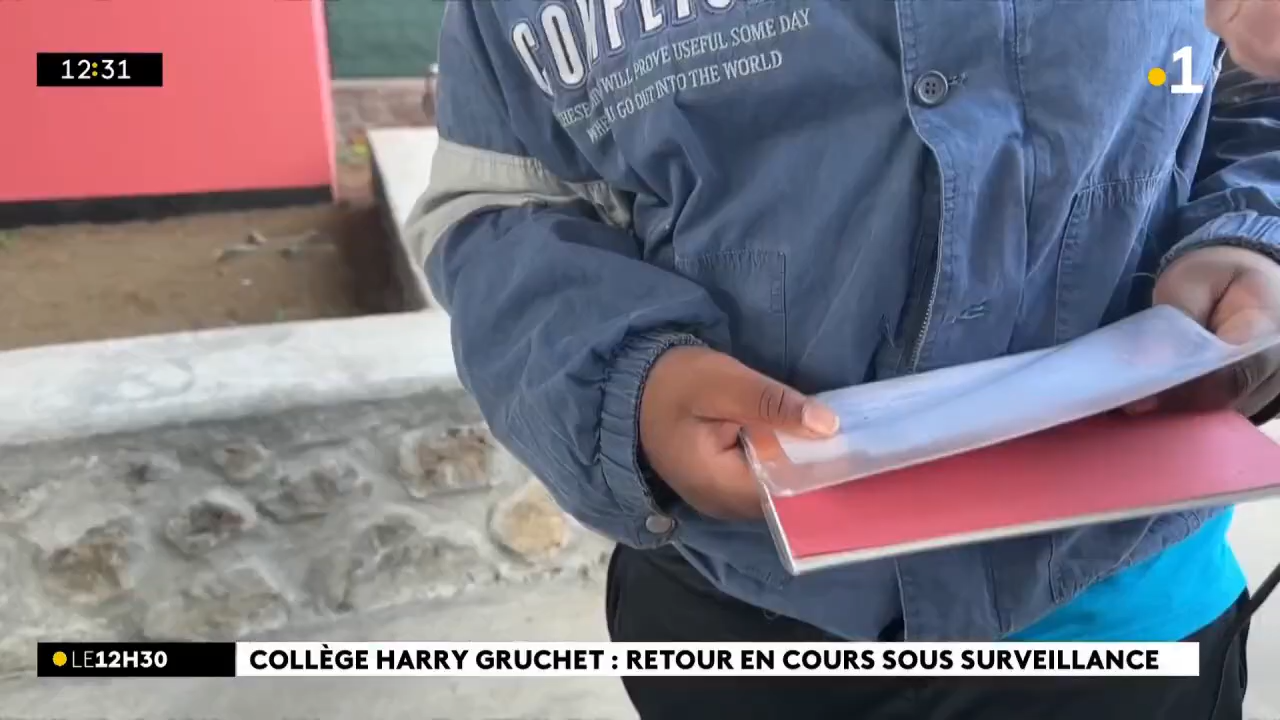 12:31
COMPETE
THESE WILL PROVE USEFUL SOME DAY
WHEN U GO OUT INTO THE WORLD
1
LE12H30
COLLÈGE HARRY GRUCHET : RETOUR EN COURS SOUS SURVEILLANCE